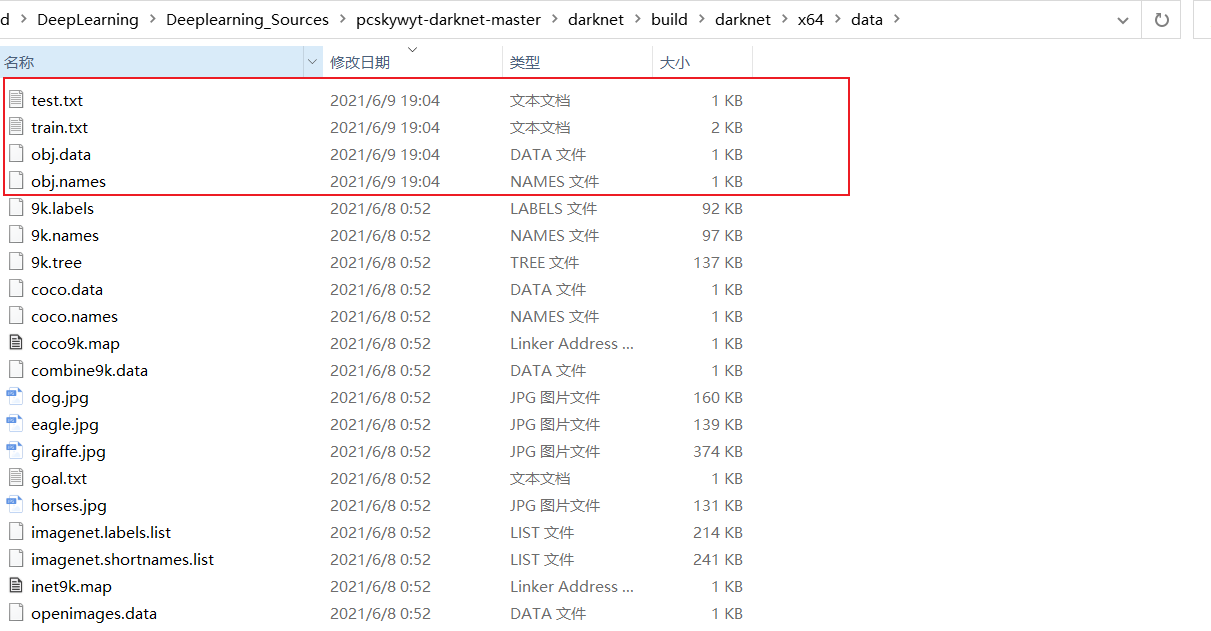 d > DeepLearning > Deeplearning_Sources > pcskywyt-darknet-master > darknet > build > darknet > x64 > data >
名称 修改日期 类型 大小
test.txt 2021/6/9 19:04 文本文档 1 KB
train.txt 2021/6/9 19:04 文本文档 2 KB
obj.data 2021/6/9 19:04 DATA 文件 1 KB
obj.names 2021/6/9 19:04 NAMES 文件 1 KB
9k.labels 2021/6/8 0:52 LABELS 文件 92 KB
9k.names 2021/6/8 0:52 NAMES 文件 97 KB
9k.tree 2021/6/8 0:52 TREE 文件 137 KB
coco.data 2021/6/8 0:52 DATA 文件 1 KB
coco.names 2021/6/8 0:52 NAMES 文件 1 KB
coco9k.map 2021/6/8 0:52 Linker Address ... 1 KB
combine9k.data 2021/6/8 0:52 DATA 文件 1 KB
dog.jpg 2021/6/8 0:52 JPG 图片文件 160 KB
eagle.jpg 2021/6/8 0:52 JPG 图片文件 139 KB
giraffe.jpg 2021/6/8 0:52 JPG 图片文件 374 KB
goal.txt 2021/6/8 0:52 文本文档 1 KB
horses.jpg 2021/6/8 0:52 JPG 图片文件 131 KB
imagenet.labels.list 2021/6/8 0:52 LIST 文件 214 KB
imagenet.shortnames.list 2021/6/8 0:52 LIST 文件 241 KB
inet9k.map 2021/6/8 0:52 Linker Address ... 1 KB
openimages.data 2021/6/8 0:52 DATA 文件 1 KB